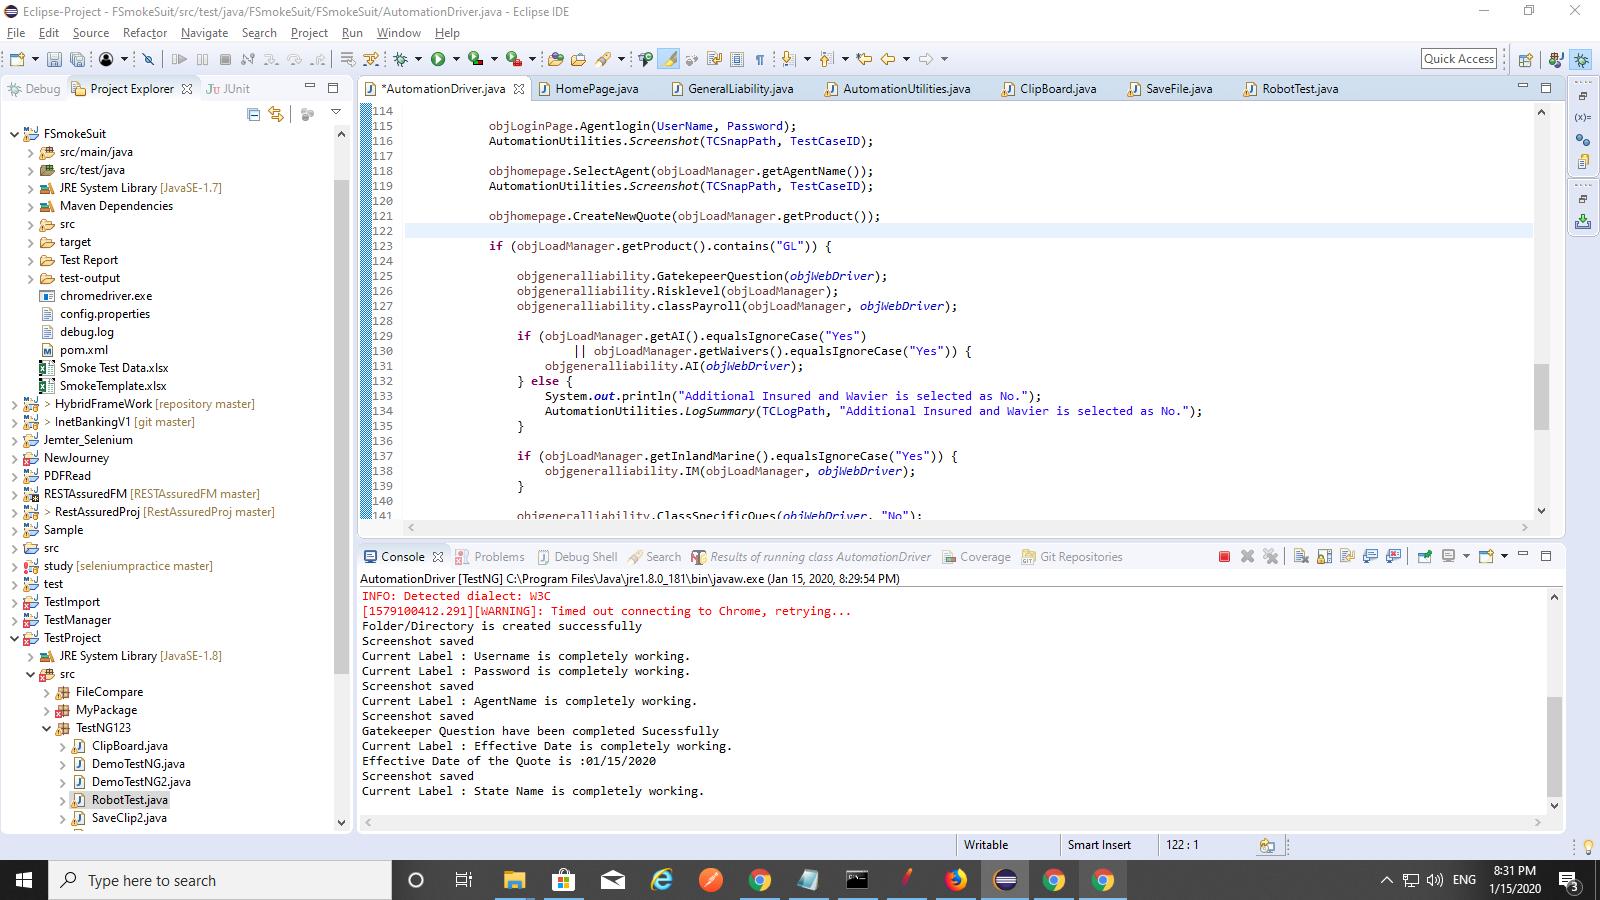 Eclipse-Project - FSmokeSuit/src/test/java/FSmokeSuit/FSmokeSuit/AutomationDriver.java - Eclipse IDE
File Edit Source Refactor Navigate Search Project Run Window Help
Quick Access
Debug Project Explorer JUnit
FSmokeSuit
src/main/java
src/test/java
JRE System Library [JavaSE-1.7]
Maven Dependencies
src
target
Test Report
test-output
chromedriver.exe
config.properties
debug.log
pom.xml
Smoke Test Data.xlsx
SmokeTemplate.xlsx
> HybridFrameWork [repository master]
> InetBankingV1 [git master]
Jemter_Selenium
NewJourney
PDFRead
RESTAssuredFM [RESTAssuredFM master]
> RestAssuredProj [RestAssuredProj master]
Sample
src
study [seleniumpractice master]
test
TestImport
TestManager
TestProject
JRE System Library [JavaSE-1.8]
src
FileCompare
MyPackage
TestNG123
ClipBoard.java
DemoTestNG.java
DemoTestNG2.java
RobotTest.java
SaveClip2.java
*AutomationDriver.java HomePage.java GeneralLiability.java AutomationUtilities.java ClipBoard.java SaveFile.java RobotTest.java
114
115 objLoginPage.Agentlogin(UserName, Password);
116 AutomationUtilities.Screenshot(TCSnapPath, TestCaseID);
117
118 objhomepage.SelectAgent(objLoadManager.getAgentName());
119 AutomationUtilities.Screenshot(TCSnapPath, TestCaseID);
120
121 objhomepage.CreateNewQuote(objLoadManager.getProduct());
122
123 if (objLoadManager.getProduct().contains("GL")) {
124
125 objgeneralliability.GatekepeerQuestion(objWebDriver);
126 objgeneralliability.Risklevel(objLoadManager);
127 objgeneralliability.classPayroll(objLoadManager, objWebDriver);
128
129 if (objLoadManager.getAI().equalsIgnoreCase("Yes")
130 || objLoadManager.getWaivers().equalsIgnoreCase("Yes")) {
131 objgeneralliability.AI(objWebDriver);
132 } else {
133 System.out.println("Additional Insured and Wavier is selected as No.");
134 AutomationUtilities.LogSummary(TCLogPath, "Additional Insured and Wavier is selected as No.");
135 }
136
137 if (objLoadManager.getInlandMarine().equalsIgnoreCase("Yes")) {
138 objgeneralliability.IM(objLoadManager, objWebDriver);
139 }
140
141 objgeneralliability.ClassSpecificQues(objWebDriver, "No");
Console Problems Debug Shell Search Results of running class AutomationDriver Coverage Git Repositories
AutomationDriver [TestNG] C:\Program Files\Java\jre1.8.0_181\bin\javaw.exe (Jan 15, 2020, 8:29:54 PM)
INFO: Detected dialect: W3C
[1579100412.291][WARNING]: Timed out connecting to Chrome, retrying...
Folder/Directory is created successfully
Screenshot saved
Current Label : Username is completely working.
Current Label : Password is completely working.
Screenshot saved
Current Label : AgentName is completely working.
Screenshot saved
Gatekeeper Question have been completed Sucessfully
Current Label : Effective Date is completely working.
Effective Date of the Quote is :01/15/2020
Screenshot saved
Current Label : State Name is completely working.
Writable Smart Insert 122 : 1
Type here to search
ENG
8:31 PM
1/15/2020
3